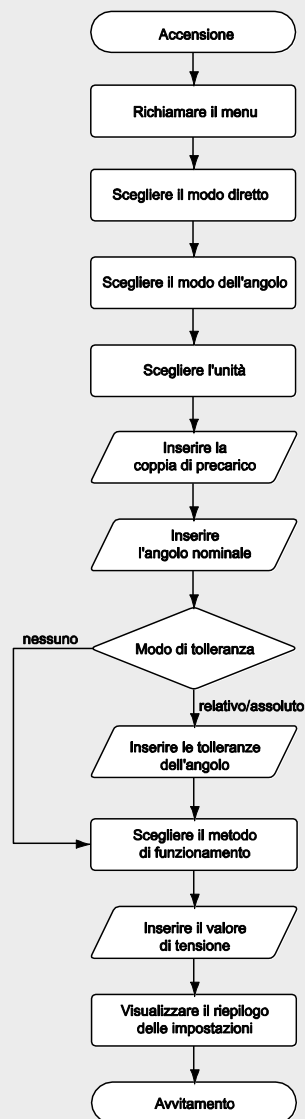 Accensione
Richiamare il menu
Scegliere il modo diretto
Scegliere il modo dell'angolo
Scegliere l'unità
Inserire la
coppia di precarico
Inserire
l'angolo nominale
nessuno
Modo di tolleranza
relativo/assoluto
Inserire le tolleranze
dell'angolo
Scegliere il metodo
di funzionamento
Inserire il valore
di tensione
Visualizzare il riepilogo
delle impostazioni
Avvitamento